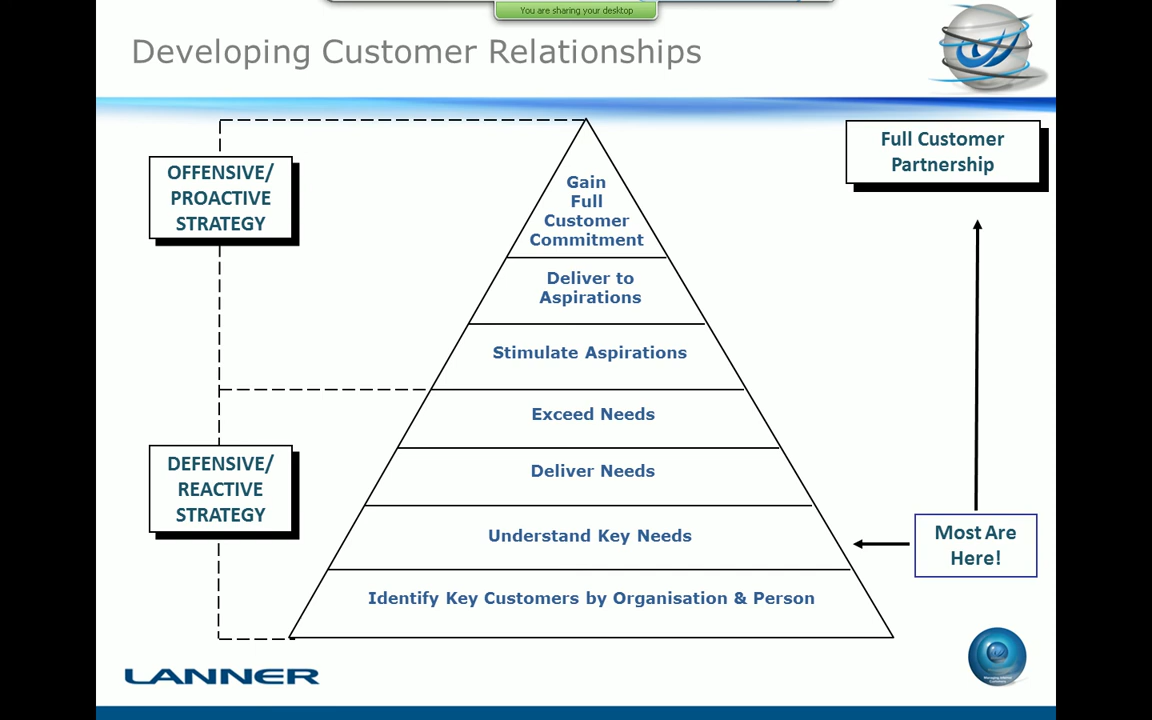 You are sharing your desktop
Developing Customer Relationships
OFFENSIVE/
PROACTIVE
STRATEGY
Gain
Full
Customer
Commitment
Deliver to
Aspirations
Stimulate Aspirations
Exceed Needs
Deliver Needs
Understand Key Needs
Identify Key Customers by Organisation & Person
DEFENSIVE/
REACTIVE
STRATEGY
Full Customer
Partnership
Most Are
Here!
LANNER